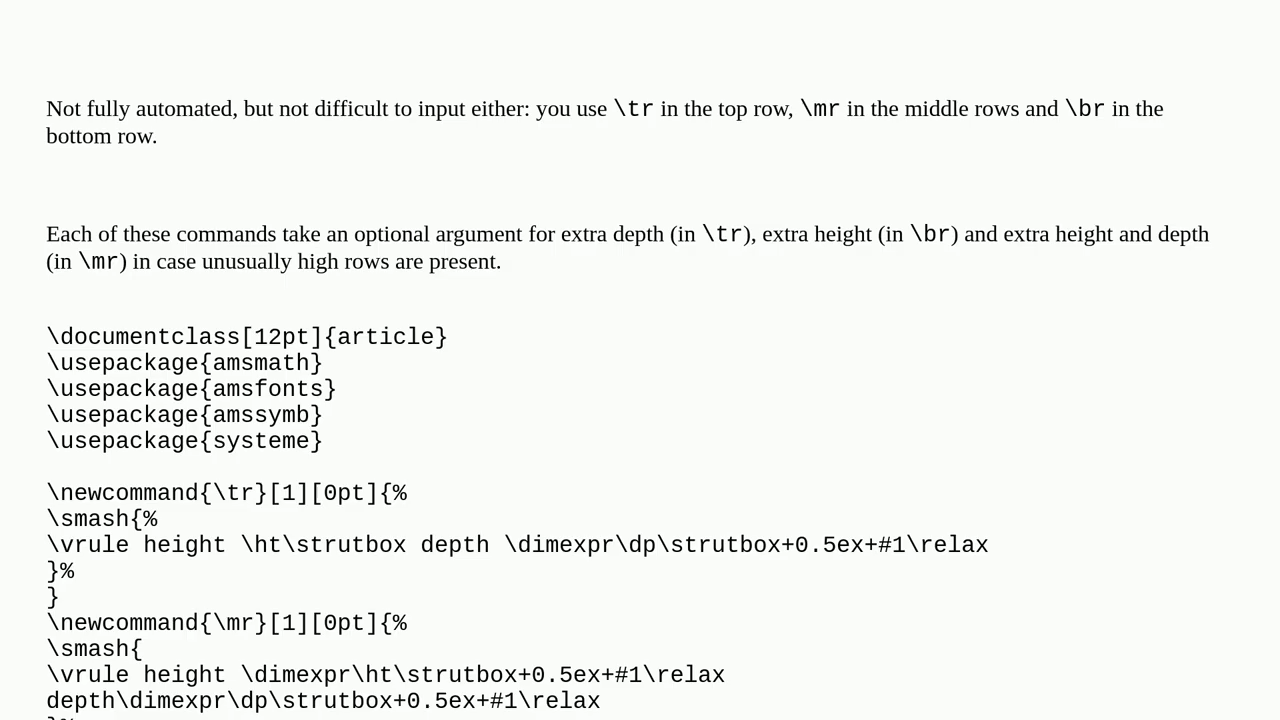 Not fully automated, but not difficult to input either: you use \tr in the top row, \mr in the middle rows and \br in the
bottom row.
Each of these commands take an optional argument for extra depth (in \tr), extra height (in \br) and extra height and depth
(in \mr) in case unusually high rows are present.
\documentclass[12pt]{article}
\usepackage{amsmath}
\usepackage{amsfonts}
\usepackage{amssymb}
\usepackage{systeme}
\newcommand{\tr}[1][0pt]{%
\smash{%
\vrule height \ht\strutbox depth \dimexpr\dp\strutbox+0.5ex+#1\relax
}%
}
\newcommand{\mr}[1][0pt]{%
\smash{
\vrule height \dimexpr\ht\strutbox+0.5ex+#1\relax
depth\dimexpr\dp\strutbox+0.5ex+#1\relax